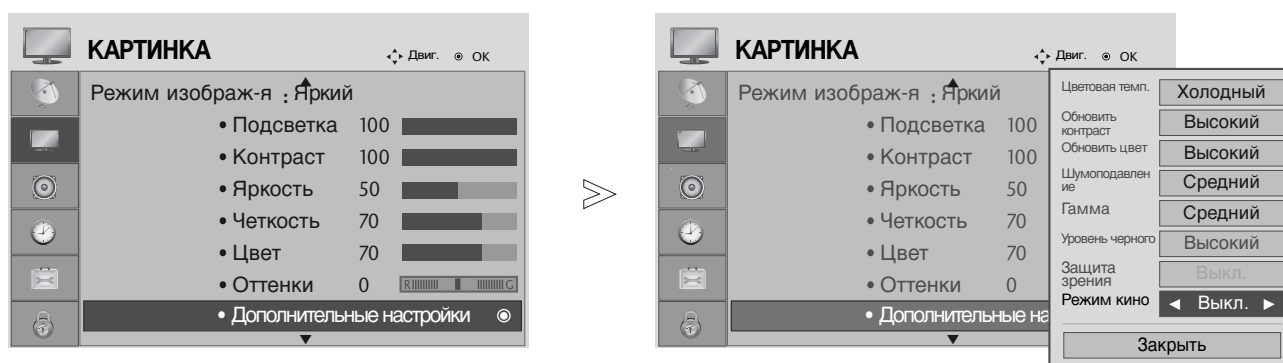 КАРТИНКА
Двиг. OK
Режим изображ-я : Яркий
• Подсветка 100
• Контраст 100
• Яркость 50
• Четкость 70
• Цвет 70
• Оттенки 0 R G
• Дополнительные настройки
КАРТИНКА
Двиг. OK
Режим изображ-я : Яркий
• Подсветка 100
• Контраст 100
• Яркость 50
• Четкость 70
• Цвет 70
• Оттенки 0
• Дополнительные на
Цветовая темп. Холодный
Обновить
контраст Высокий
Обновить цвет Высокий
Шумоподавлен
ие Средний
Гамма Средний
Уровень черного Высокий
Защита
зрения Выкл.
Режим кино ◄ Выкл. ►
Закрыть